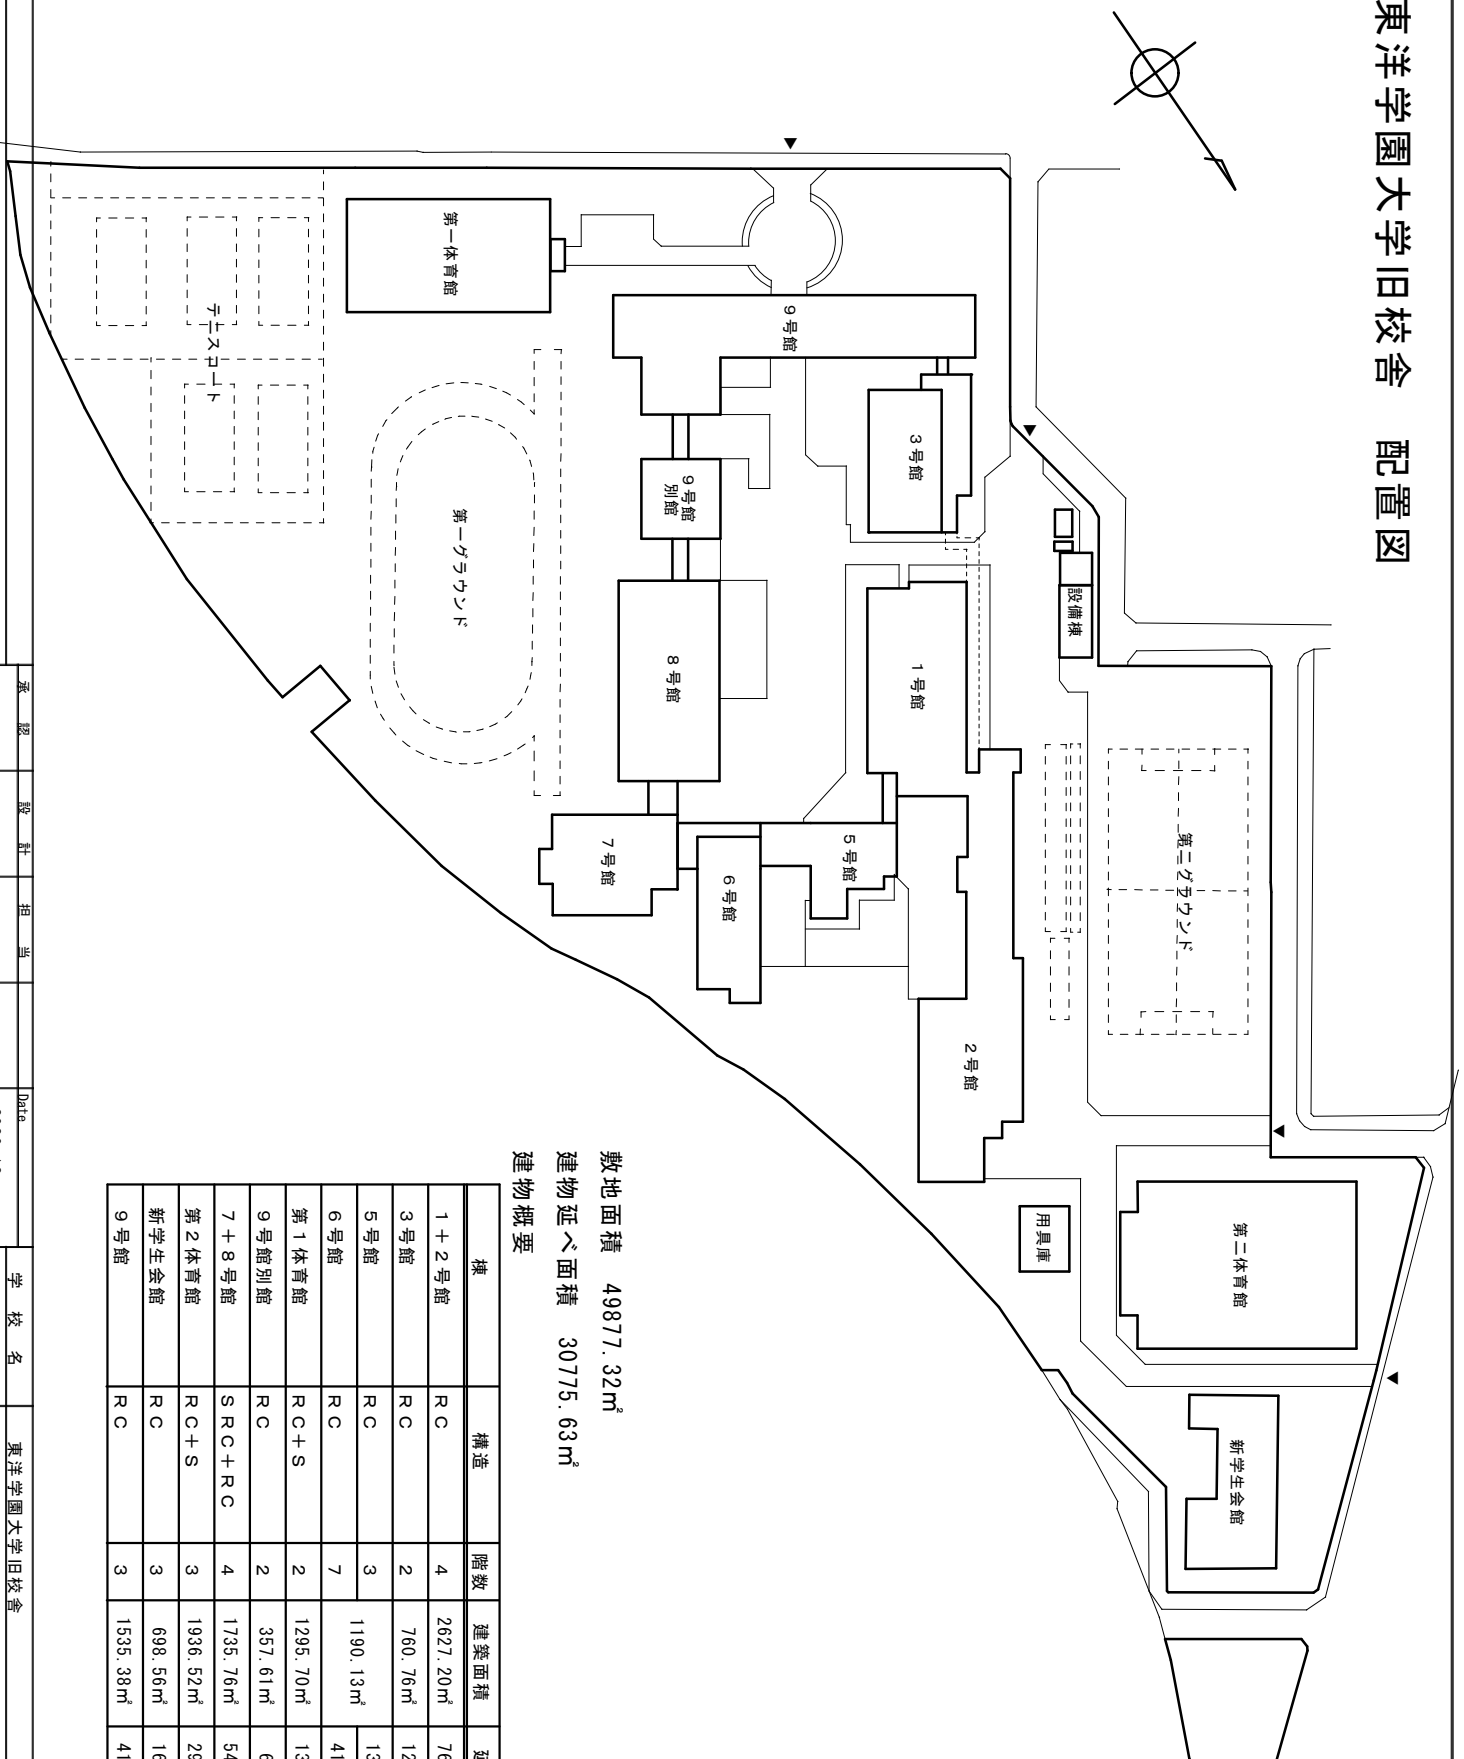 東洋学園大学旧校舎　配置図
第一体育館
テニスコート
第一グラウンド
9号館
3号館
9号館
別館
設備棟
1号館
8号館
第二グラウンド
5号館
7号館
6号館
2号館
用具庫
第二体育館
新学生会館
敷地面積　49877.32㎡
建物延べ面積　30775.63㎡
建物概要
棟　構造　階数　建築面積
1＋2号館　RC　4　2627.20㎡
3号館　RC　2　760.76㎡
5号館　RC　3　1190.13㎡
6号館　RC　7
第1体育館　RC＋S　2　1295.70㎡
9号館別館　RC　2　357.61㎡
7＋8号館　SRC＋RC　4　1735.76㎡
第2体育館　RC＋S　3　1936.52㎡
新学生会館　RC　3　698.56㎡
9号館　RC　3　1535.38㎡
承認　設計　担当　Date　学校名　東洋学園大学旧校舎